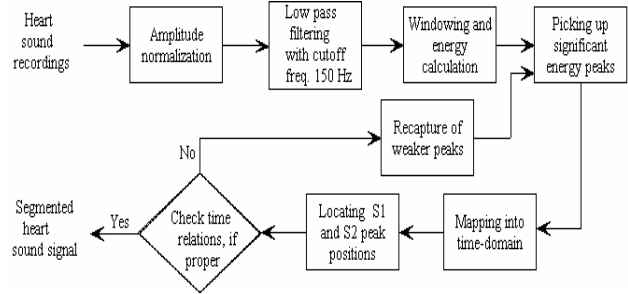 Heart
sound
recordings
Amplitude
normalization
Low pass
filtering
with cutoff
freq. 150 Hz
Windowing and
energy
calculation
Picking up
significant
energy peaks
Recapture of
weaker peaks
No
Segmented
heart
sound signal
Yes
Check time
relations, if
proper
Locating S1
and S2 peak
positions
Mapping into
time-domain